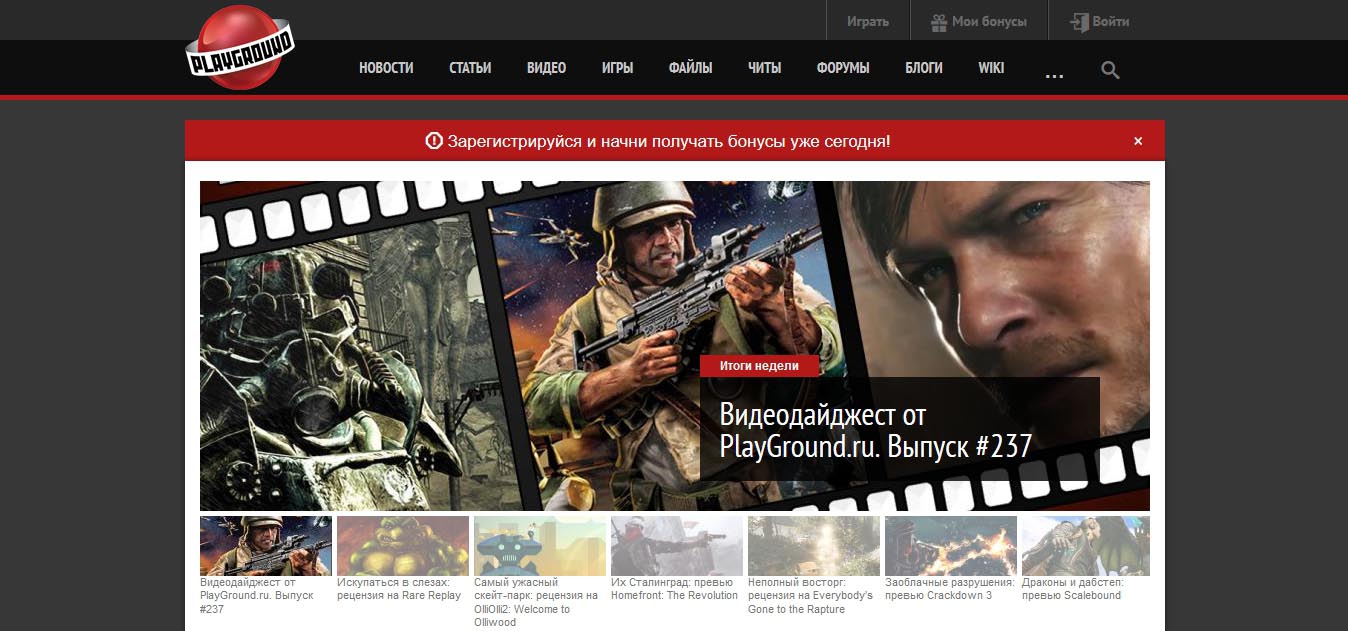 Играть
Мои бонусы
Войти
PLAYGROUND
НОВОСТИ
СТАТЬИ
ВИДЕО
ИГРЫ
ФАЙЛЫ
ЧИТЫ
ФОРУМЫ
БЛОГИ
WIKI
...
Зарегистрируйся и начни получать бонусы уже сегодня!
×
Итоги недели
Видеодайджест от
PlayGround.ru. Выпуск #237
Видеодайджест от
PlayGround.ru. Выпуск
#237
Искупаться в слезах:
рецензия на Rare Replay
Самый ужасный
скейт-парк: рецензия на
OlliOlli2: Welcome to
Olliwood
Их Сталинград: превью
Homefront: The Revolution
Неполный восторг:
рецензия на Everybody's
Gone to the Rapture
Заоблачные разрушения:
превью Crackdown 3
Драконы и дабстеп:
превью Scalebound